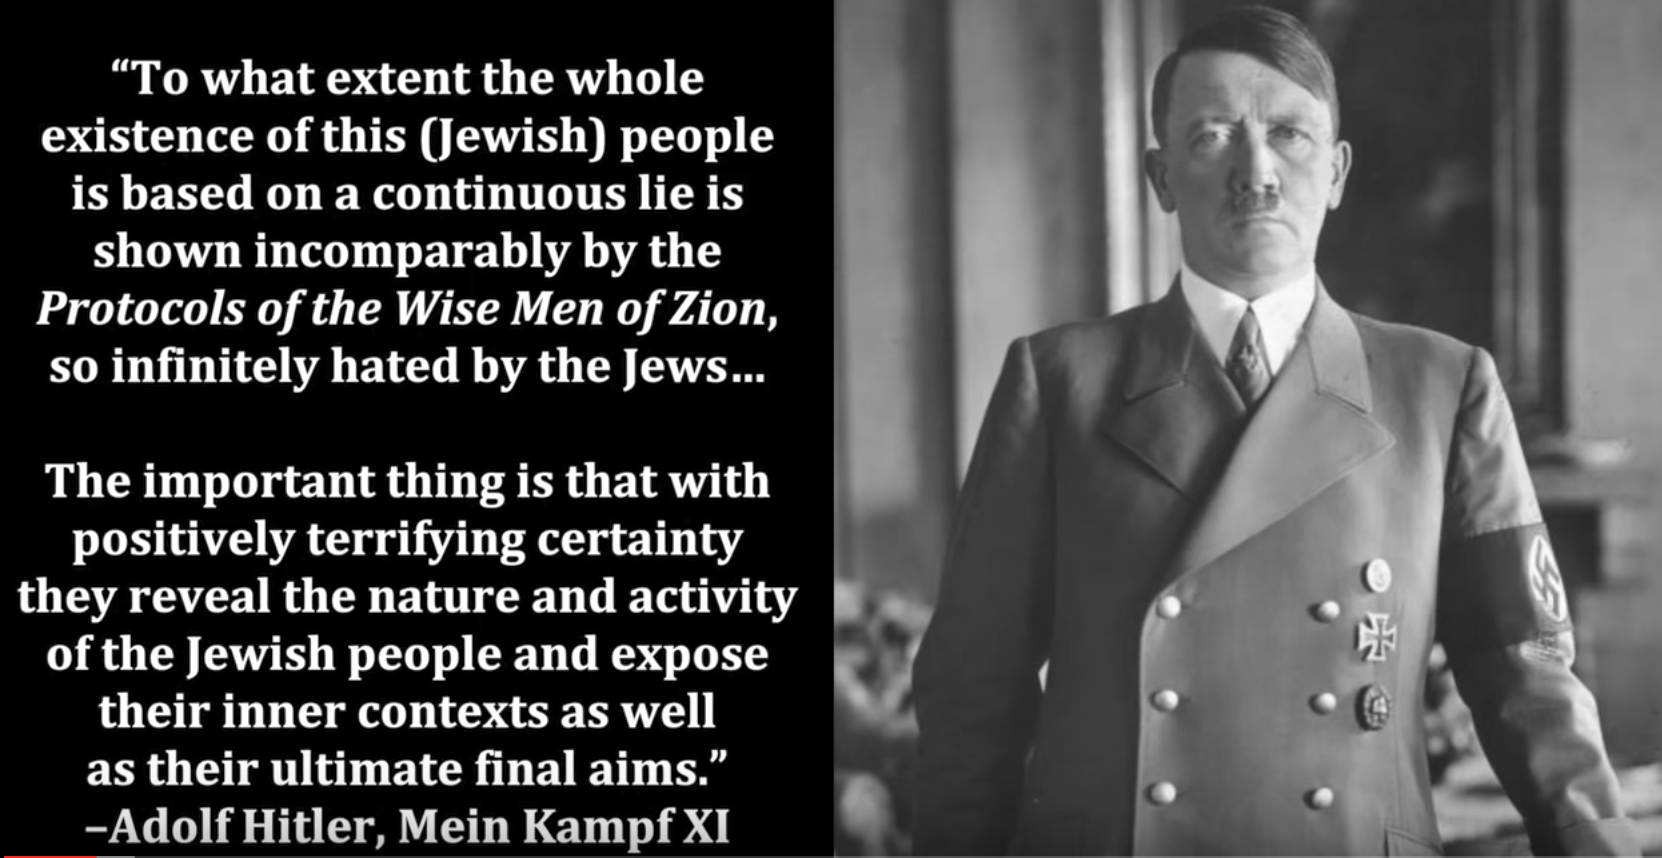 “To what extent the whole
existence of this (Jewish) people
is based on a continuous lie is
shown incomparably by the
Protocols of the Wise Men of Zion,
so infinitely hated by the Jews...
The important thing is that with
positively terrifying certainty
they reveal the nature and activity
of the Jewish people and expose
their inner contexts as well
as their ultimate final aims.”
–Adolf Hitler, Mein Kampf XI